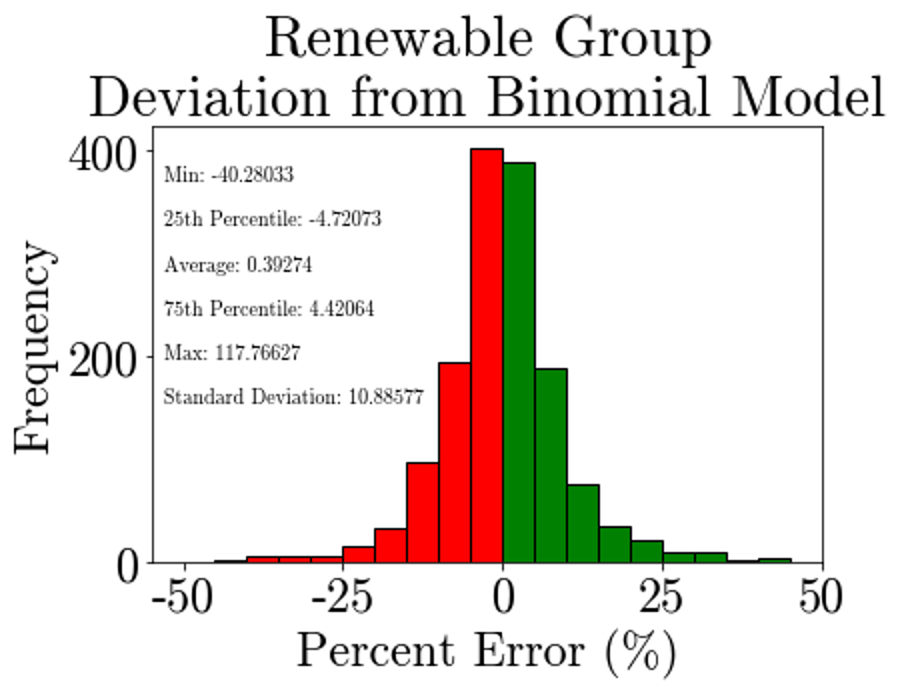 Renewable Group
Deviation from Binomial Model
400
Min: -40.28033
25th Percentile: -4.72073
Average: 0.39274
75th Percentile: 4.42064
200
Max: 117.76627
Standard Deviation: 10.88577
Frequency
0
-50 -25 0 25 50
Percent Error (%)